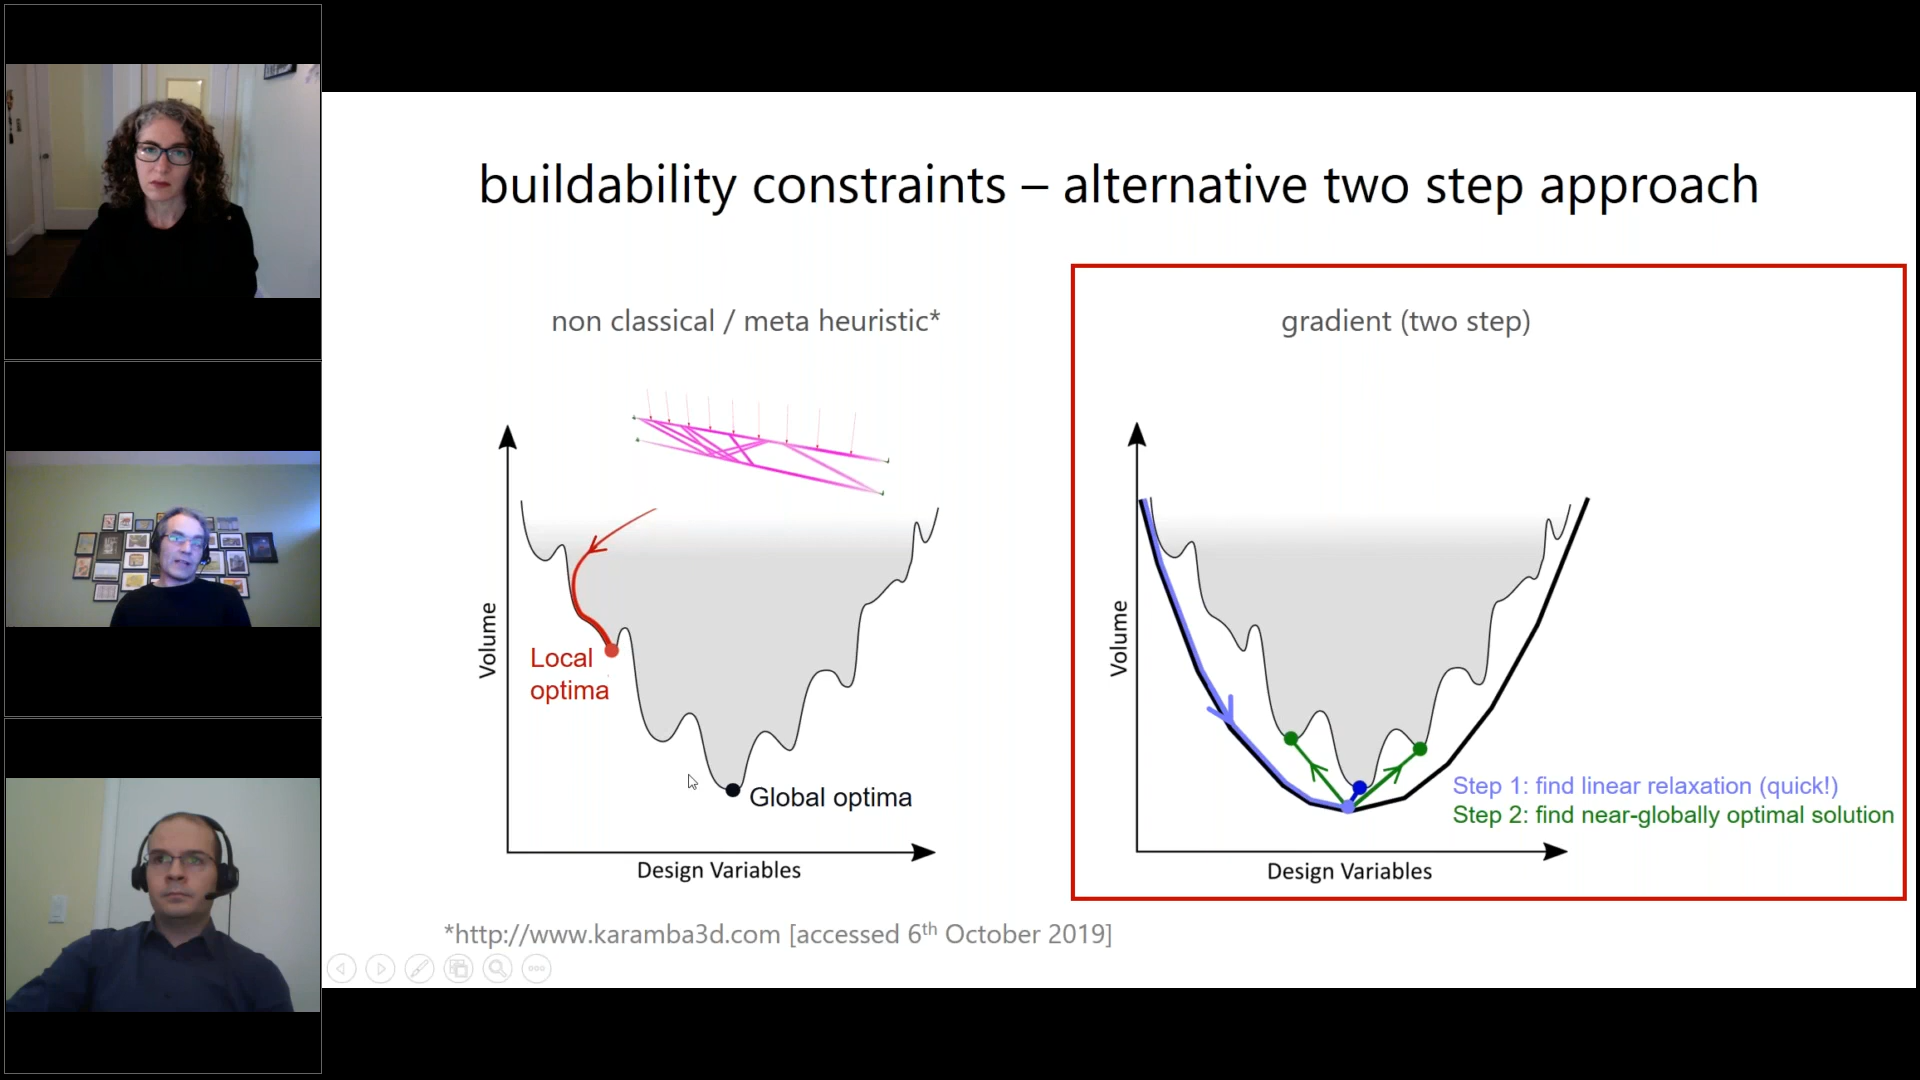 buildability constraints – alternative two step approach
non classical / meta heuristic*
Volume
Local
optima
Global optima
Design Variables
gradient (two step)
Volume
Step 1: find linear relaxation (quick!)
Step 2: find near-globally optimal solution
Design Variables
*http://www.karamba3d.com [accessed 6th October 2019]